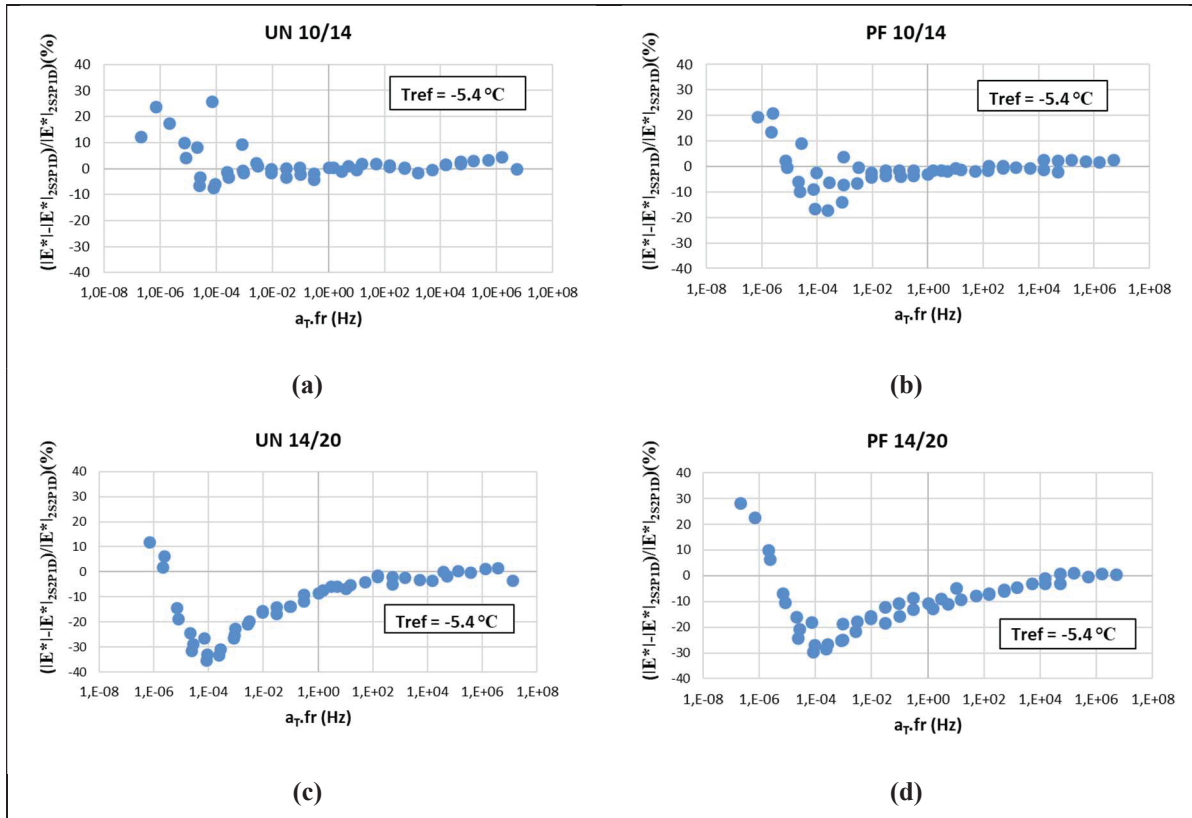 UN 10/14
(|E*|-|E*|2S2P1D)/|E*|2S2P1D)(%)
40
30
20
10
0
-10
-20
-30
-40
Tref = -5.4 °C
1,0E-08 1,0E-06 1,0E-04 1,0E-02 1,0E+00 1,0E+02 1,0E+04 1,0E+06 1,0E+08
aT.fr (Hz)
(a)
PF 10/14
(|E*|-|E*|2S2P1D)/|E*|2S2P1D)(%)
40
30
20
10
0
-10
-20
-30
-40
Tref = -5.4 °C
1,E-08 1,E-06 1,E-04 1,E-02 1,E+00 1,E+02 1,E+04 1,E+06 1,E+08
aT.fr (Hz)
(b)
UN 14/20
(|E*|-|E*|2S2P1D)/|E*|2S2P1D)(%)
40
30
20
10
0
-10
-20
-30
-40
Tref = -5.4 °C
1,E-08 1,E-06 1,E-04 1,E-02 1,E+00 1,E+02 1,E+04 1,E+06 1,E+08
aT.fr (Hz)
(c)
PF 14/20
(|E*|-|E*|2S2P1D)/|E*|2S2P1D)(%)
40
30
20
10
0
-10
-20
-30
-40
Tref = -5.4 °C
1,E-08 1,E-06 1,E-04 1,E-02 1,E+00 1,E+02 1,E+04 1,E+06 1,E+08
aT.fr (Hz)
(d)